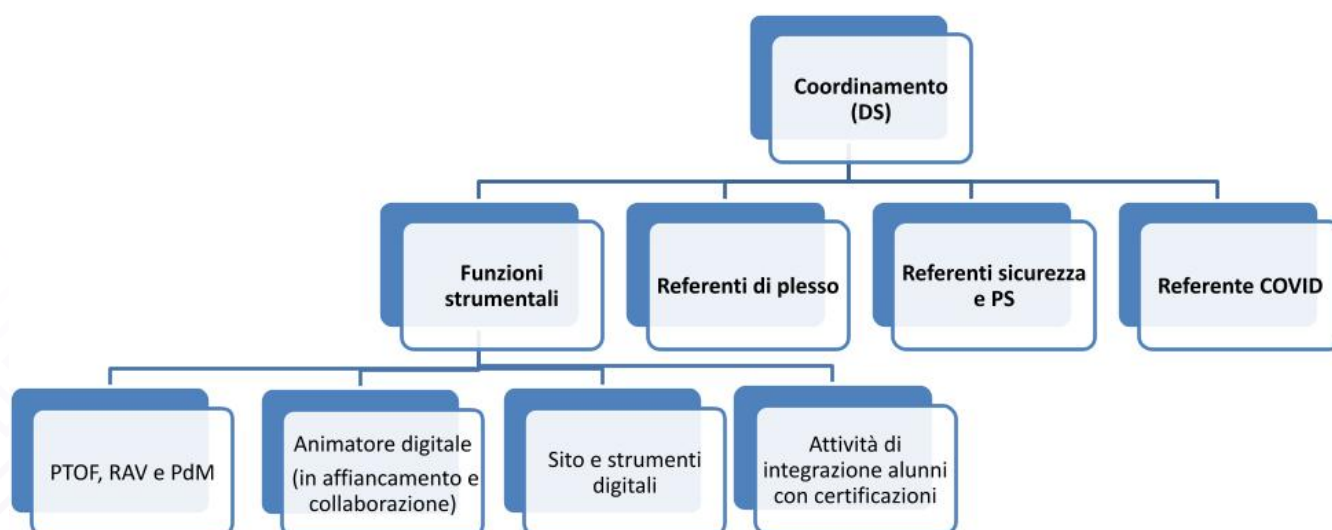 Coordinamento
(DS)
Funzioni
strumentali
Referenti di plesso
Referenti sicurezza
e PS
Referente COVID
PTOF, RAV e PdM
Animatore digitale
(in affiancamento e
collaborazione)
Sito e strumenti
digitali
Attività di
integrazione alunni
con certificazioni